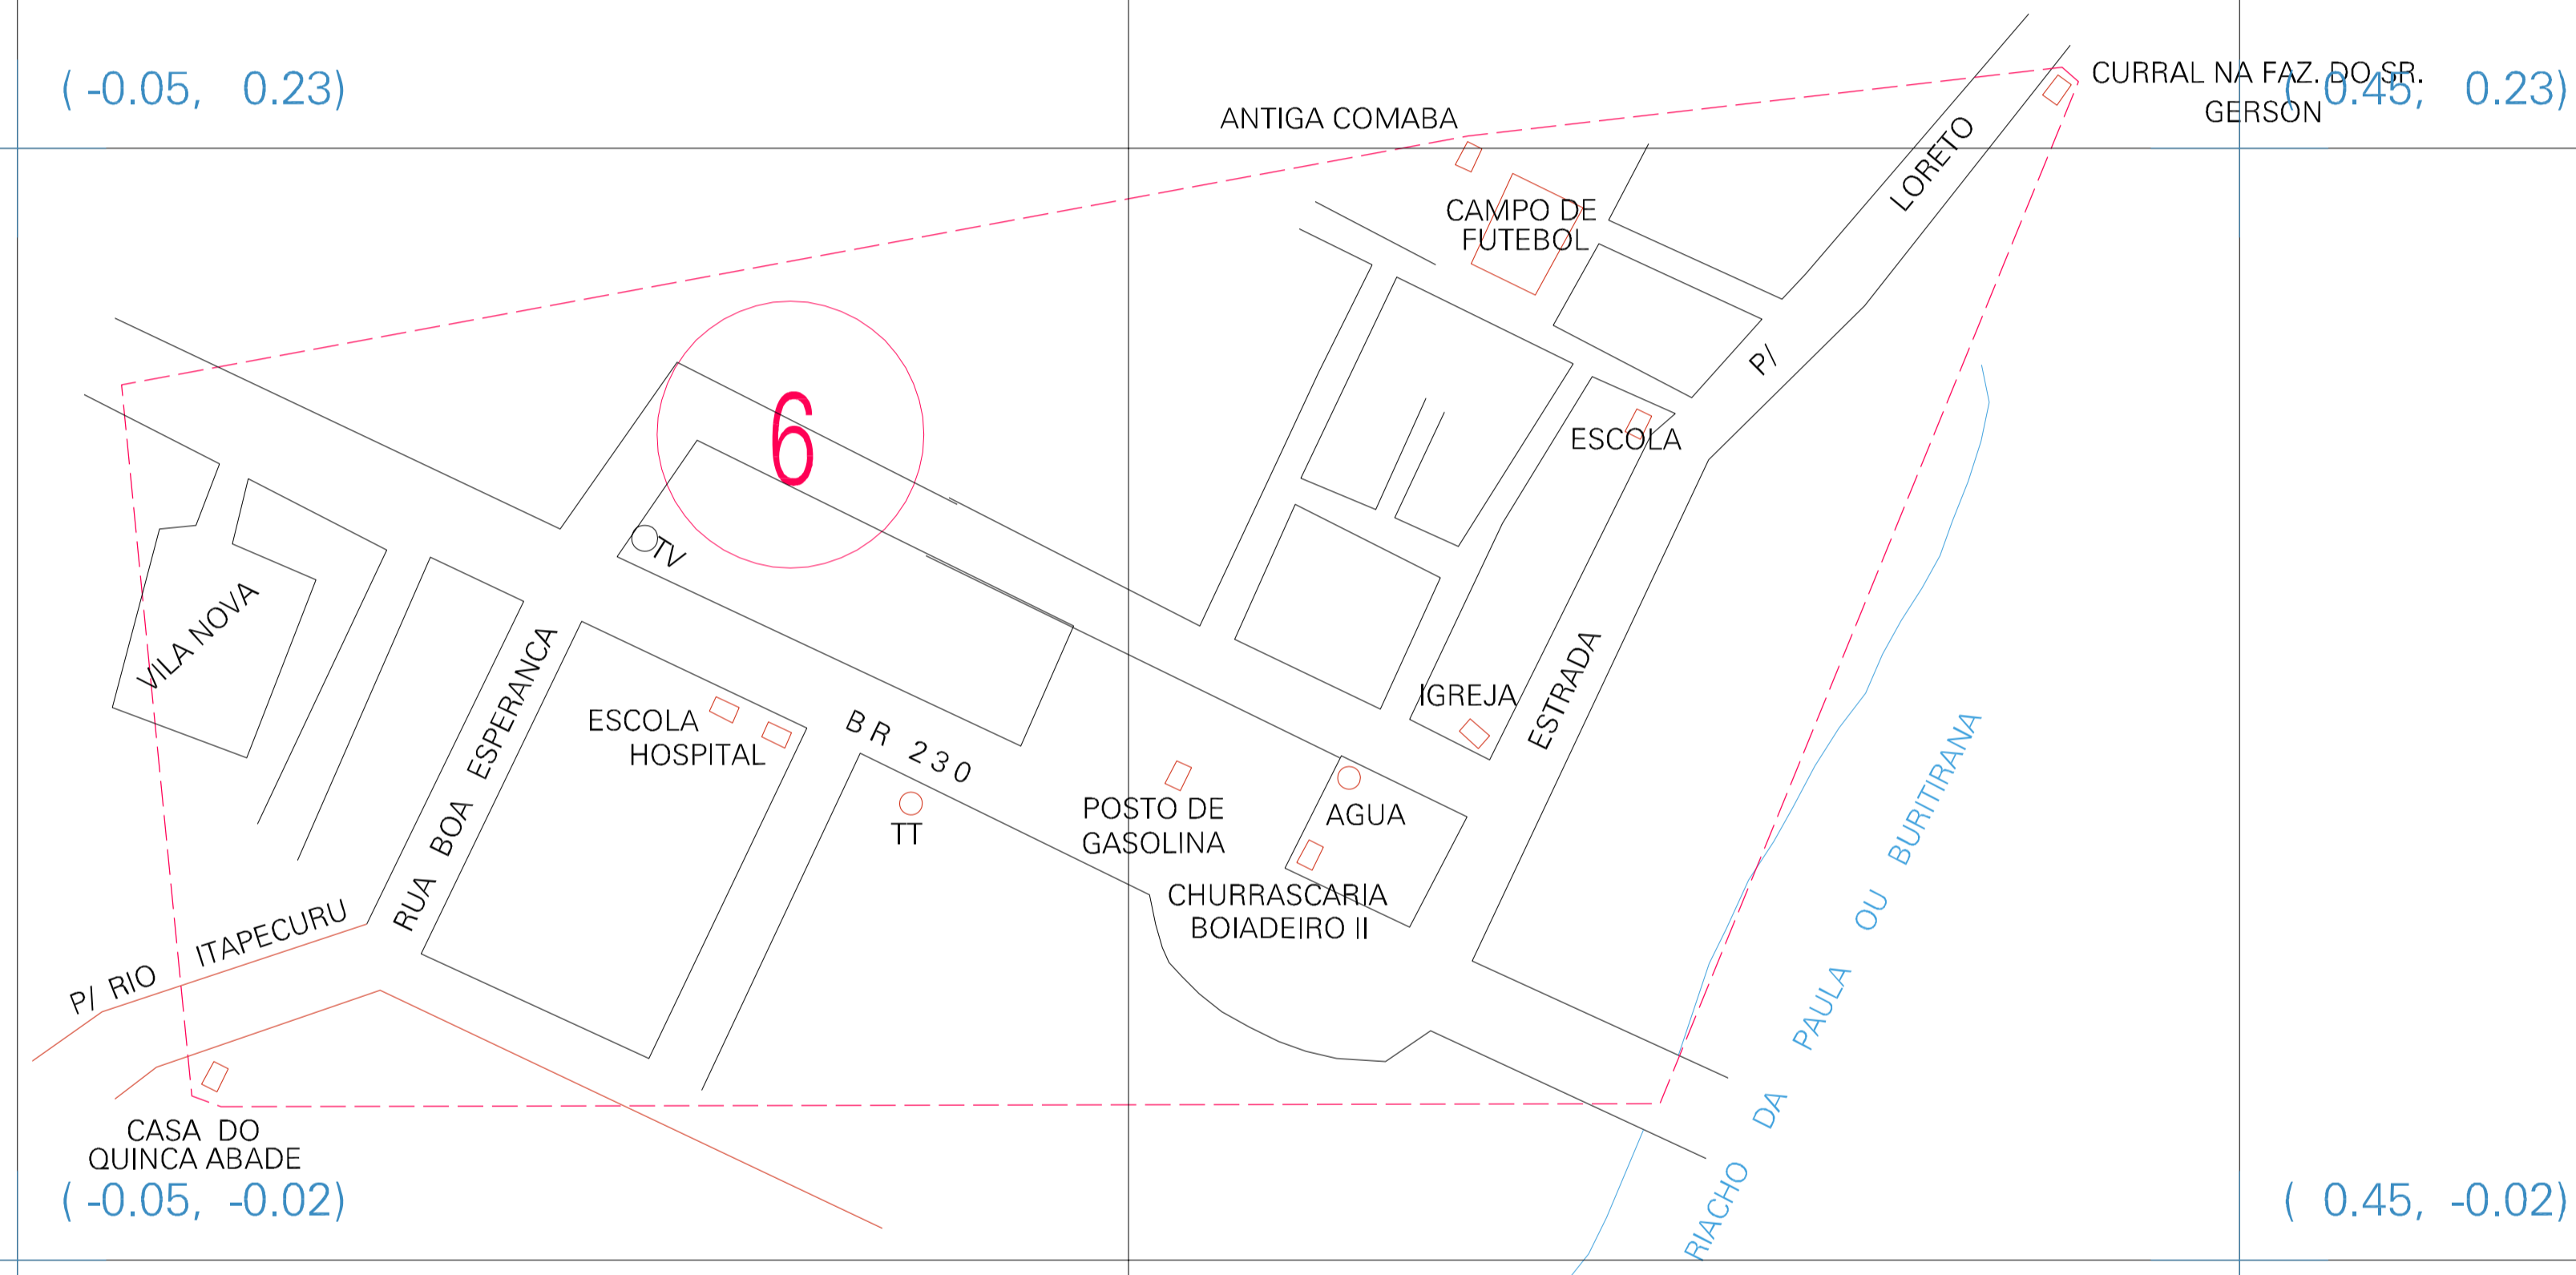 CURRAL NA FAZ. DO SR.
GERSON
( -0.05, 0.23)
( 0.45, 0.23)
ANTIGA COMABA
LORETO
CAMPO DE
FUTEBOL
P/
6
ESCOLA
TV
VILA NOVA
RUA BOA ESPERANCA
ESTRADA
IGREJA
ESCOLA
HOSPITAL
BR 230
POSTO DE
GASOLINA
AGUA
TT
CHURRASCARIA
BOIADEIRO II
P/ RIO ITAPECURU
RIACHO DA PAULA OU BURITIRANA
CASA DO
QUINCA ABADE
( -0.05, -0.02)
( 0.45, -0.02)